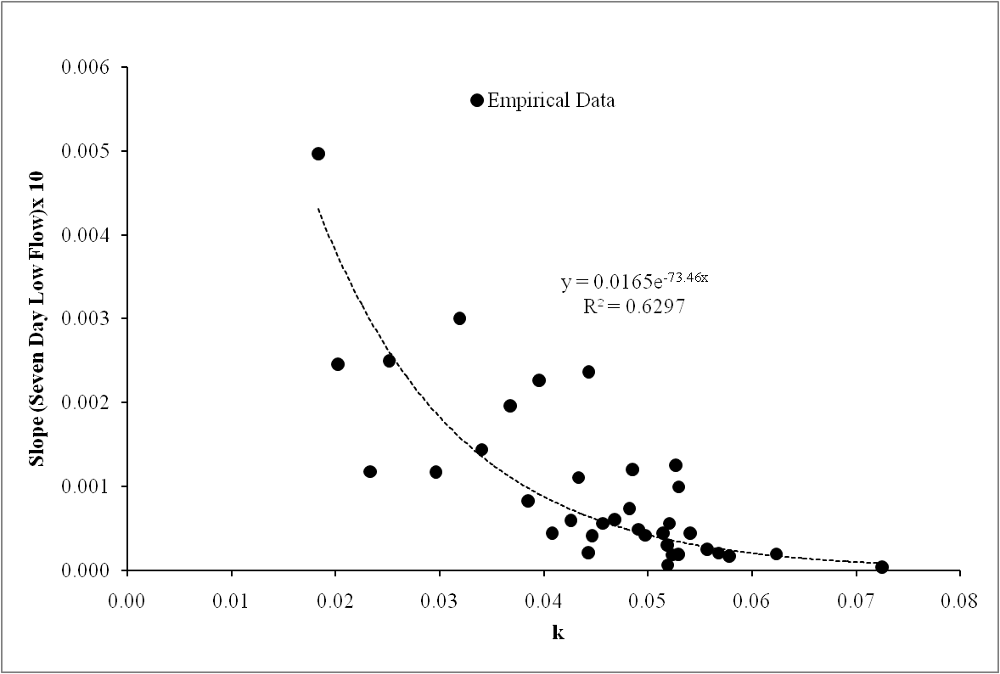 0.006
Empirical Data
0.005
0.004
y = 0.0165e^-73.46x
R² = 0.6297
0.003
0.002
0.001
0.000
Slope (Seven Day Low Flow)x 10
0.00 0.01 0.02 0.03 0.04 0.05 0.06 0.07 0.08
k